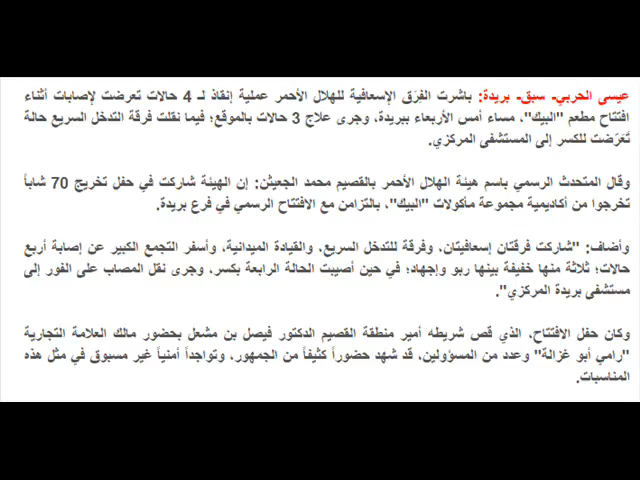 عيسى الحربي- سبق- بريدة: باشرت الفِرَق الإسعافية للهلال الأحمر عملية إنقاذ لـ 4 حالات تعرضت لإصابات أثناء
افتتاح مطعم "البيك"، مساء أمس الأربعاء ببريدة، وجرى علاج 3 حالات بالموقع؛ فيما نقلت فرقة التدخل السريع حالة
تَعَرّضت للكسر إلى المستشفى المركزي.
وقال المتحدث الرسمي باسم هيئة الهلال الأحمر بالقصيم محمد الجعيثن: إن الهيئة شاركت في حفل تخريج 70 شاباً
تخرجوا من أكاديمية مجموعة مأكولات "البيك"، بالتزامن مع الافتتاح الرسمي في فرع بريدة.
وأضاف: "شاركت فرقتان إسعافيتان، وفرقة للتدخل السريع، والقيادة الميدانية، وأسفر التجمع الكبير عن إصابة أربع
حالات؛ ثلاثة منها خفيفة بينها ربو وإجهاد؛ في حين أصيبت الحالة الرابعة بكسر، وجرى نقل المصاب على الفور إلى
مستشفى بريدة المركزي".
وكان حفل الافتتاح، الذي قص شريطه أمير منطقة القصيم الدكتور فيصل بن مشعل بحضور مالك العلامة التجارية
"رامي أبو غزالة" وعدد من المسؤولين، قد شهد حضوراً كثيفاً من الجمهور، وتواجداً أمنياً غير مسبوق في مثل هذه
المناسبات.